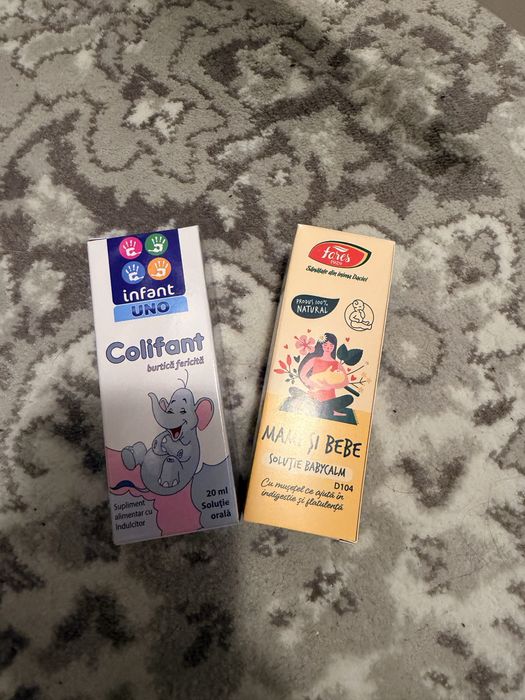 infant
UNO
Colifant
burtică fericită
Supliment
alimentar cu
îndulcitor
20 ml
Soluție
orală
fares
1929
Sănătate din inima Daciei
PRODUS 100%
NATURAL
MAMI ȘI BEBE
SOLUȚIE BABYCALM
D104
Cu mușețel ce ajută în
indigestie și flatulență